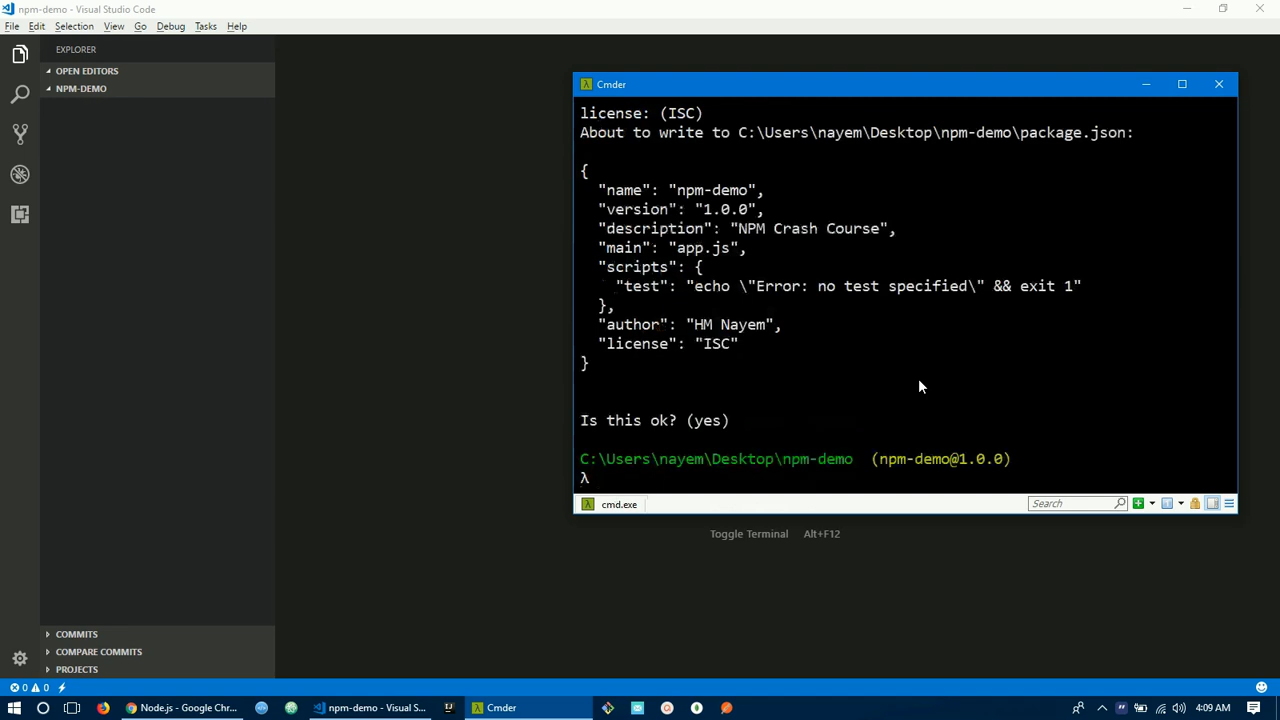 npm-demo - Visual Studio Code
File Edit Selection View Go Debug Tasks Help
EXPLORER
OPEN EDITORS
NPM-DEMO
λ Cmder
license: (ISC)
About to write to C:\Users\nayem\Desktop\npm-demo\package.json:
{
"name": "npm-demo",
"version": "1.0.0",
"description": "NPM Crash Course",
"main": "app.js",
"scripts": {
"test": "echo \"Error: no test specified\" && exit 1"
},
"author": "HM Nayem",
"license": "ISC"
}
Is this ok? (yes)
C:\Users\nayem\Desktop\npm-demo (npm-demo@1.0.0)
λ
λ cmd.exe Search
Toggle Terminal Alt+F12
COMMITS
COMPARE COMMITS
PROJECTS
0 0
Node.js - Google Chr... npm-demo - Visual S... λ Cmder 4:09 AM